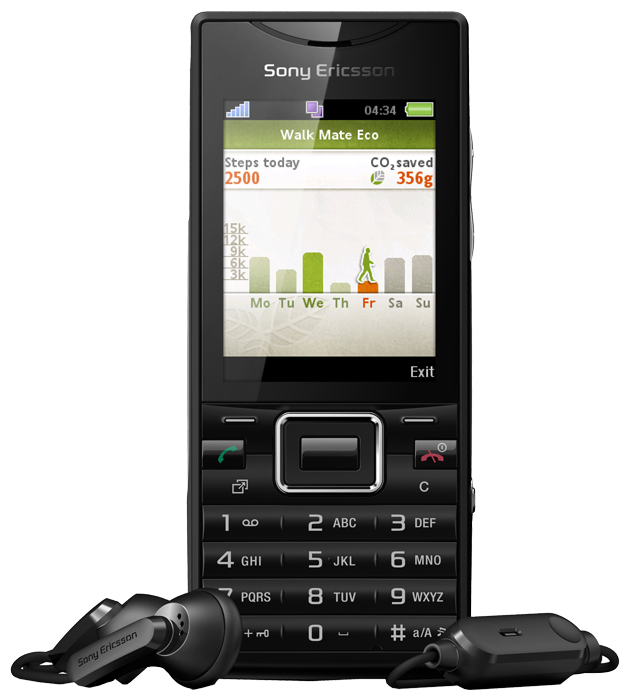 Sony Ericsson
04:34
Walk Mate Eco
Steps today CO2 saved
2500 356g
15k
12k
9k
6k
3k
Mo Tu We Th Fr Sa Su
Exit
C
1 2 ABC 3 DEF
4 GHI 5 JKL 6 MNO
7 PQRS 8 TUV 9 WXYZ
+ 0 # a/A
Sony Ericsson